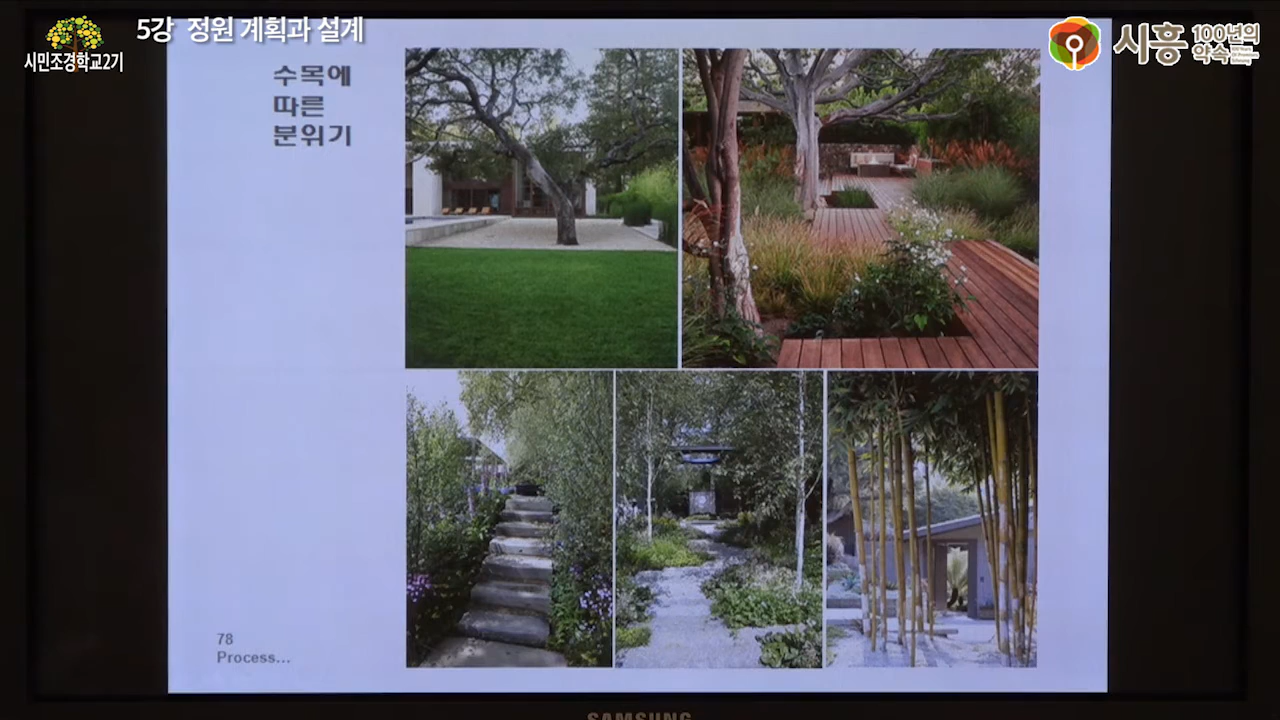 5강 정원 계획과 설계
시민조경학교2기
시흥 100년의
약속
수목에
따른
분위기
78
Process...
SAMSUNG